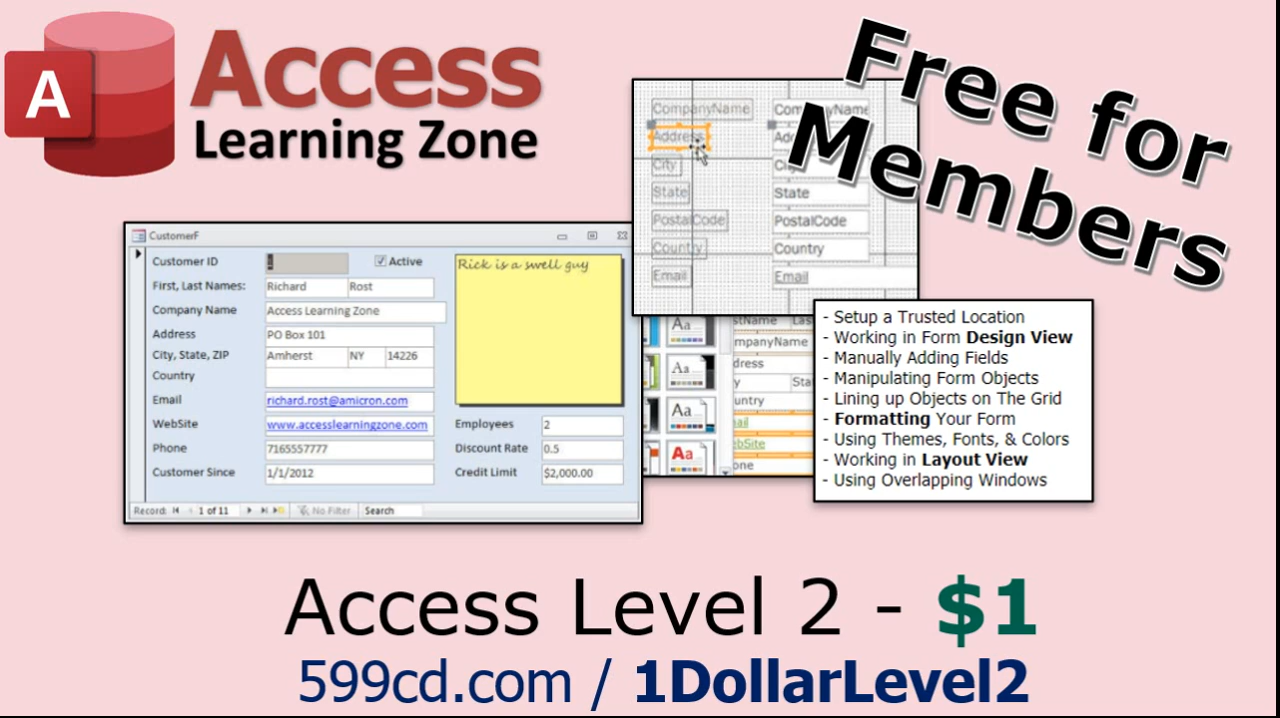 A
Access
Learning Zone
Free for
Members
CompanyName
Address
City
State
PostalCode
Country
Email
CompanyName
State
PostalCode
Country
Email
CustomerF
Customer ID
Active
First, Last Names: Richard Rost
Company Name Access Learning Zone
Address PO Box 101
City, State, ZIP Amherst NY 14226
Country
Email richard.rost@amicron.com
WebSite www.accesslearningzone.com
Phone 7165557777
Customer Since 1/1/2012
Rick is a swell guy
Employees 2
Discount Rate 0.5
Credit Limit $2,000.00
Record: 1 of 11 No Filter Search
Aa
Aa
Aa
Aa
- Setup a Trusted Location
- Working in Form Design View
- Manually Adding Fields
- Manipulating Form Objects
- Lining up Objects on The Grid
- Formatting Your Form
- Using Themes, Fonts, & Colors
- Working in Layout View
- Using Overlapping Windows
Access Level 2 - $1
599cd.com / 1DollarLevel2